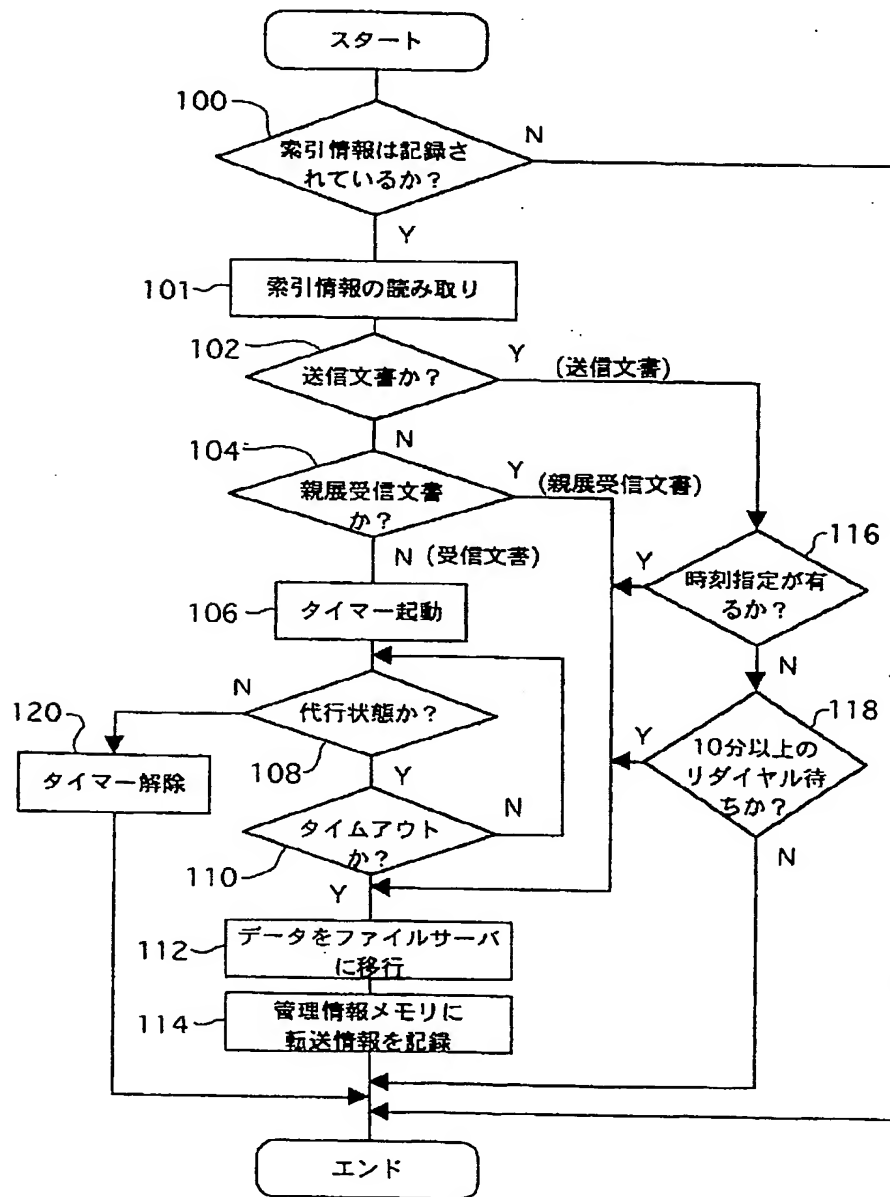 スタート
100
N
索引情報は記録さ
れているか？
Y
101
索引情報の読み取り
102
送信文書か？
Y
(送信文書)
N
104
親展受信文書
か？
Y
(親展受信文書)
N (受信文書)
116
時刻指定が有
るか？
Y
N
106
タイマー起動
N
代行状態か？
108
Y
120
タイマー解除
118
10分以上の
リダイヤル待
ちか？
Y
N
タイムアウト
か？
N
110
Y
112
データをファイルサーバ
に移行
114
管理情報メモリに
転送情報を記録
エンド